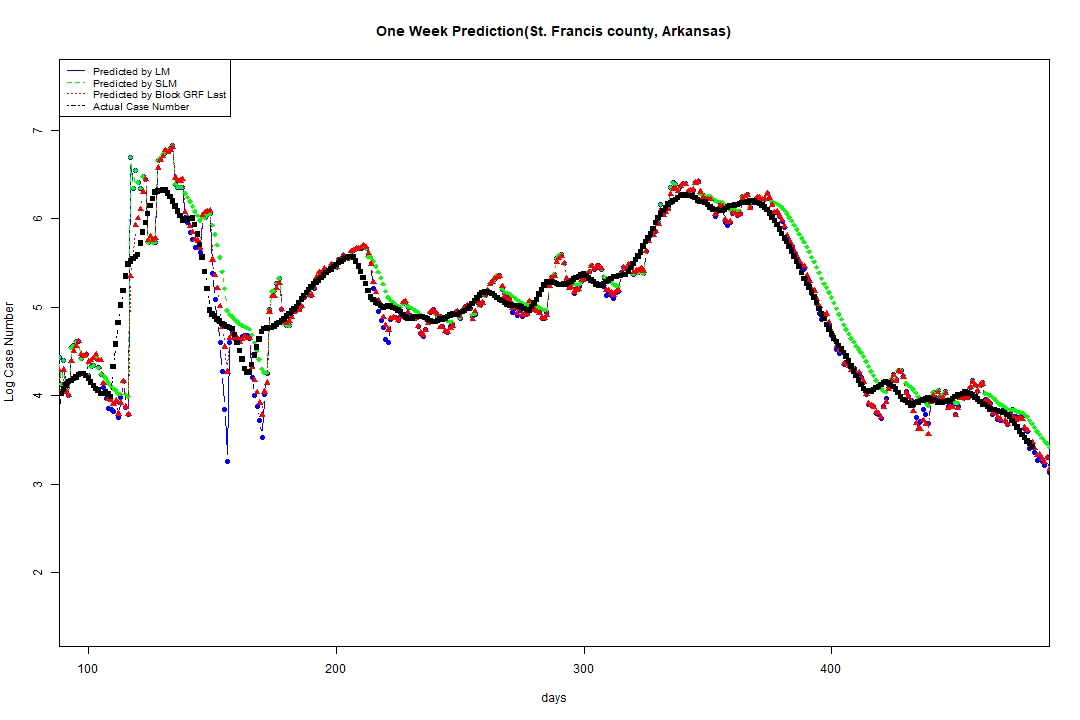 One Week Prediction(St. Francis county, Arkansas)
Predicted by LM
Predicted by SLM
Predicted by Block GRF Last
Actual Case Number
Log Case Number
7
6
5
4
3
2
100 200 300 400
days